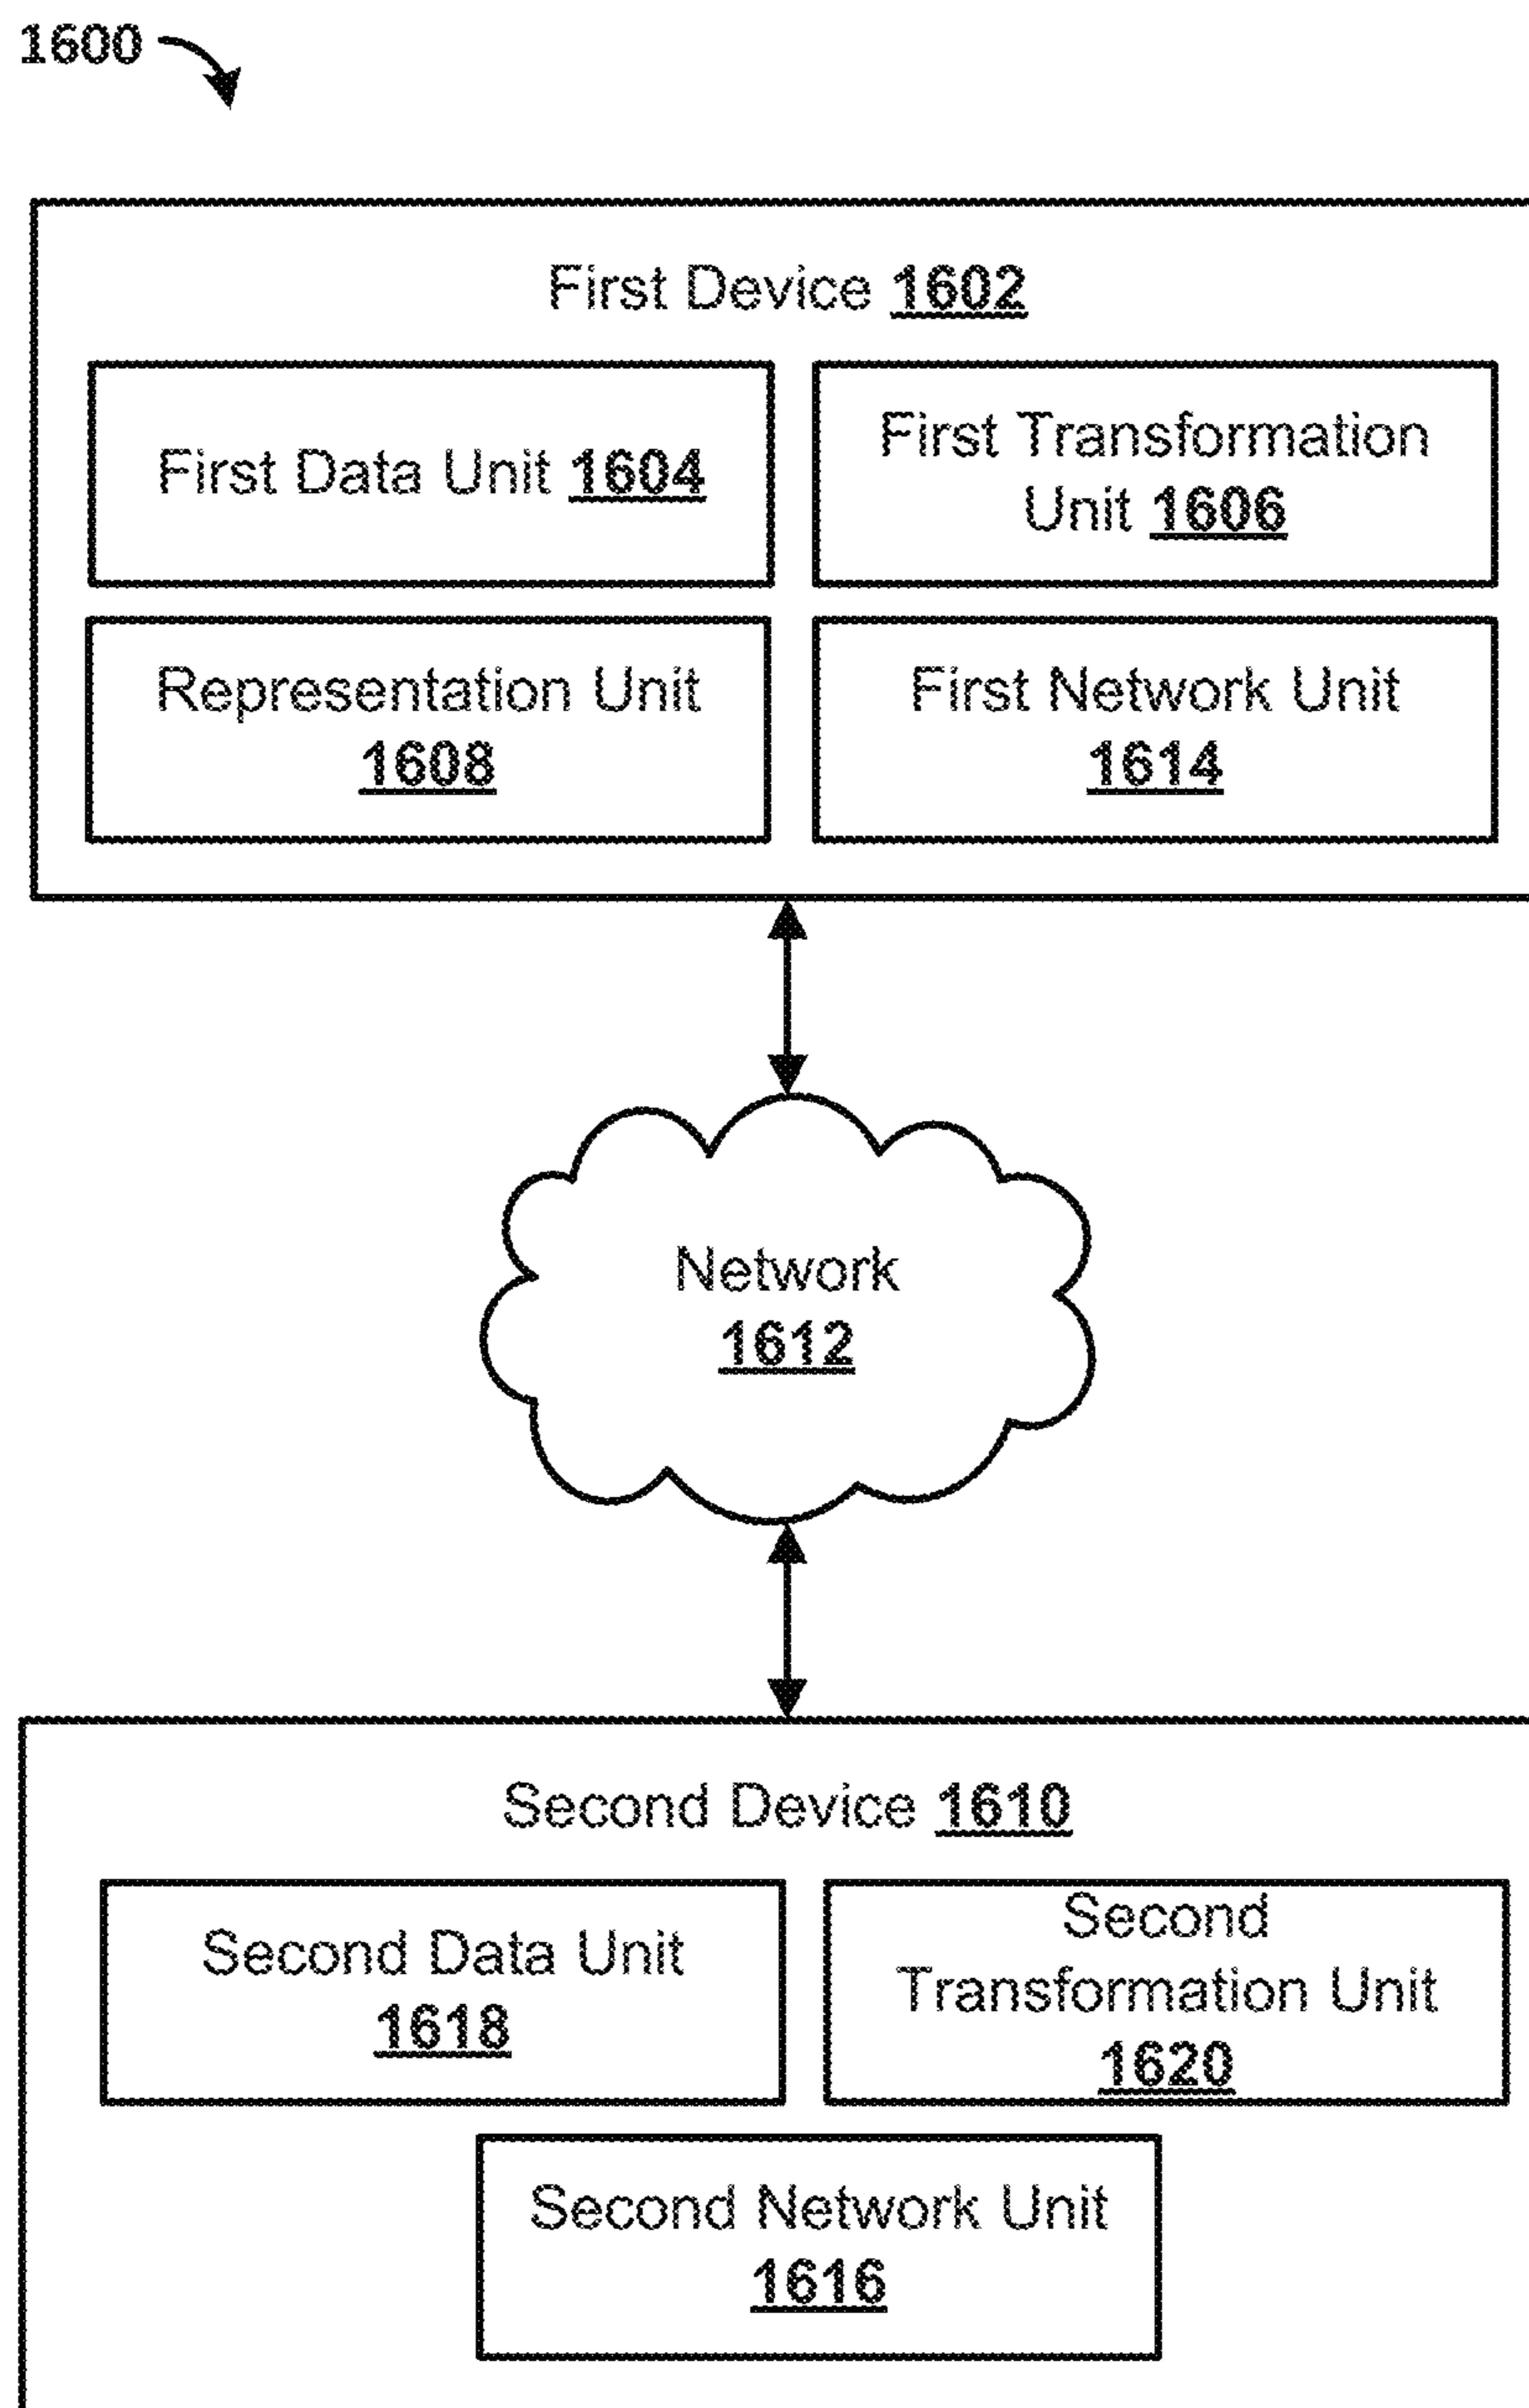 1600
First Device 1602
First Data Unit 1604
First Transformation
Unit 1606
Representation Unit
1608
First Network Unit
1614
Network
1612
Second Device 1610
Second Data Unit
1618
Second
Transformation Unit
1620
Second Network Unit
1616